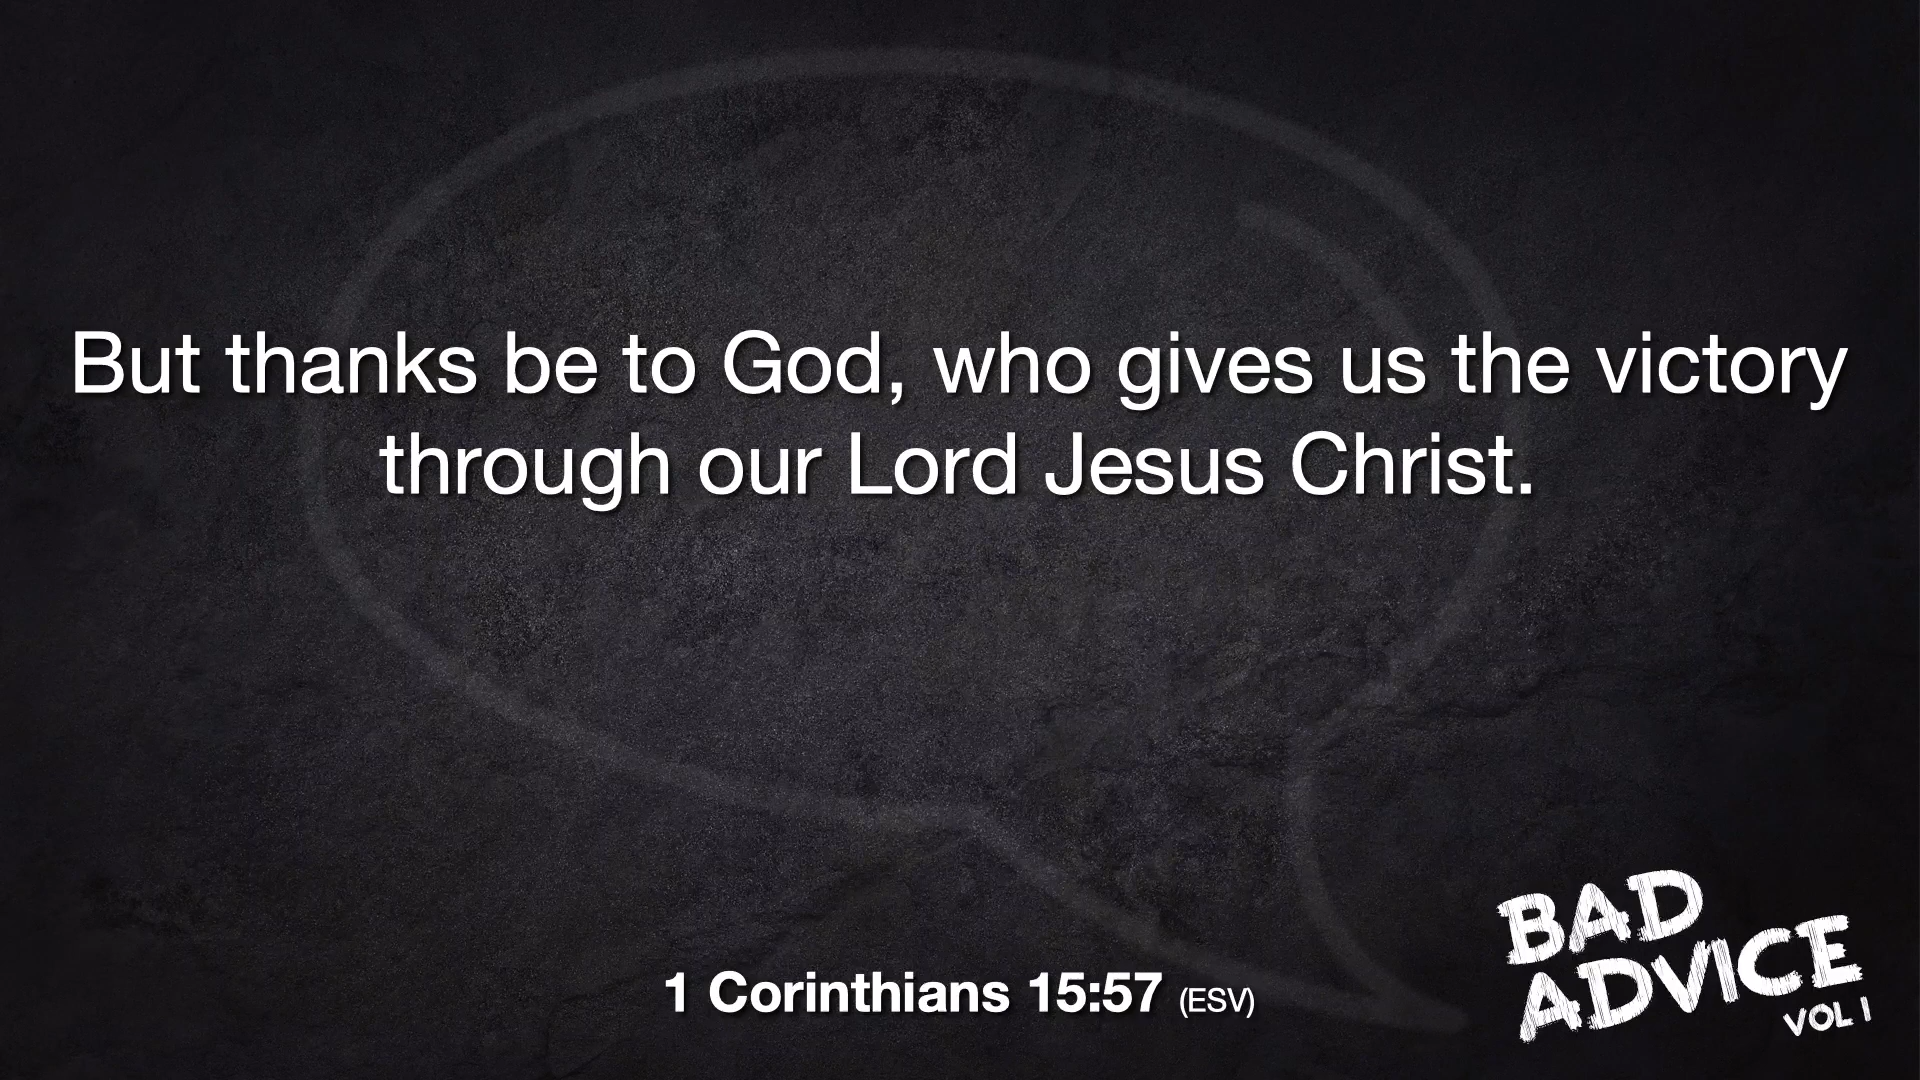 But thanks be to God, who gives us the victory
through our Lord Jesus Christ.
1 Corinthians 15:57 (ESV)
BAD
ADVICE
VOL 1